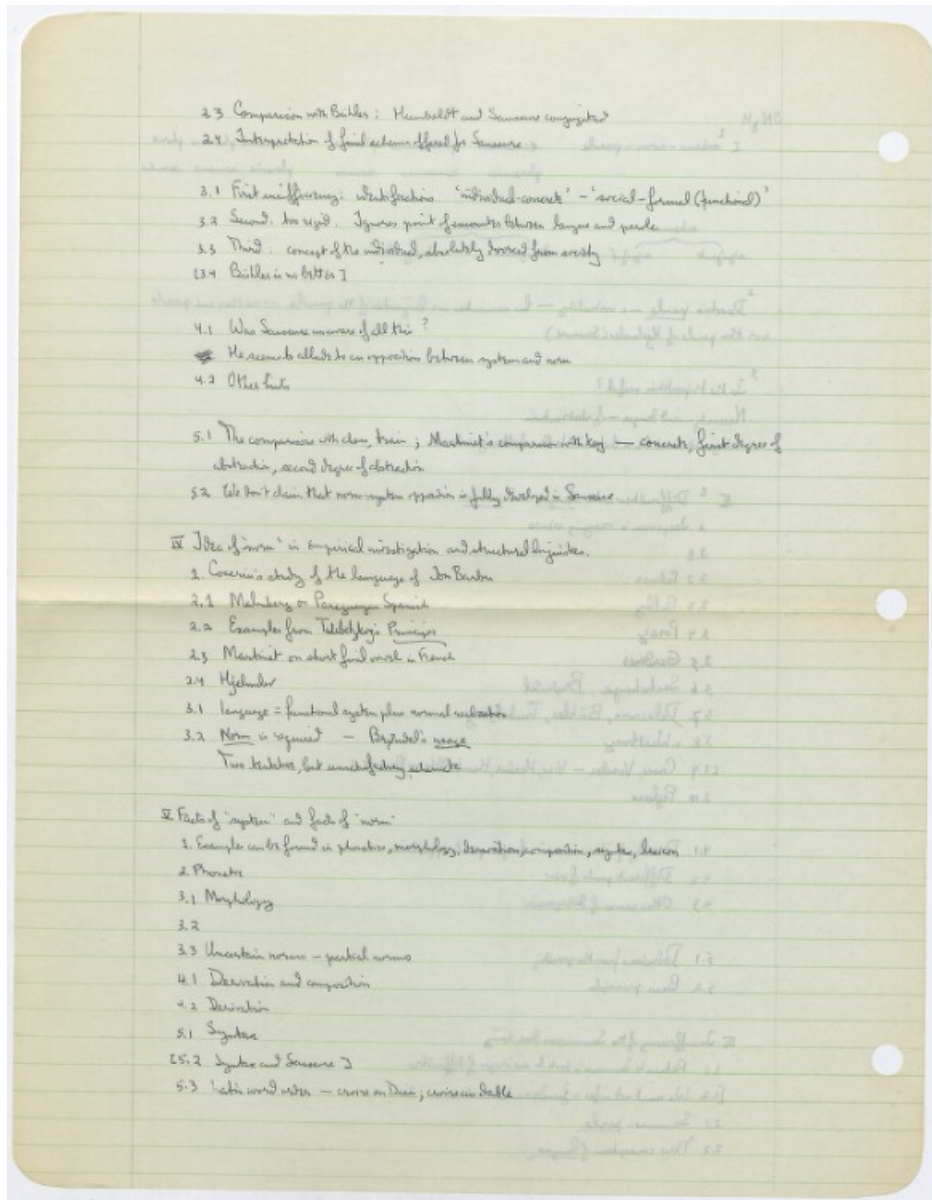 2.3 Comparison with Bühler: Humboldt and Saussure conjugated
2.4 Interpretation of final scheme offered for Saussure
3.1 First insufficiency: identifications 'individual-concrete' – 'social-formal (functional)'
3.2 Second: too rigid. Ignores point of encounter between langue and parole
3.3 Third: concept of the individual, absolutely divorced from society
[3.4 Bühler is no better]
4.1 Was Saussure unaware of all this?
He seems to allude to an opposition between system and norm
4.2 Other hints
5.1 The comparison with chess, train; Martinet's comparison with key — concrete, first degree of
abstraction, second degree of abstraction
5.2 We don't claim that norm-system opposition is fully developed in Saussure
IV Idea of "norm" in empirical investigation and structural linguistics.
1. Coseriu's study of the language of Ion Barbu
2.1 Malmberg on Paraguayan Spanish
2.2 Examples from Trubetzkoy's Principes
2.3 Martinet on short final vowel in French
2.4 Hjelmslev
3.1 language = functional system plus normal realization
3.2 Norm is required — Brøndal's usage
Two tentative, but unsatisfactory schemata
V Facts of "system" and facts of "norm"
1. Examples can be found in phonetics, morphology, derivation, composition, syntax, lexicon
2. Phonetic
3.1 Morphology
3.2
3.3 Uncertain norms – partial norms
4.1 Derivation and composition
4.2 Derivation
5.1 Syntax
[5.2 Syntax and Saussure]
5.3 Latin word order –